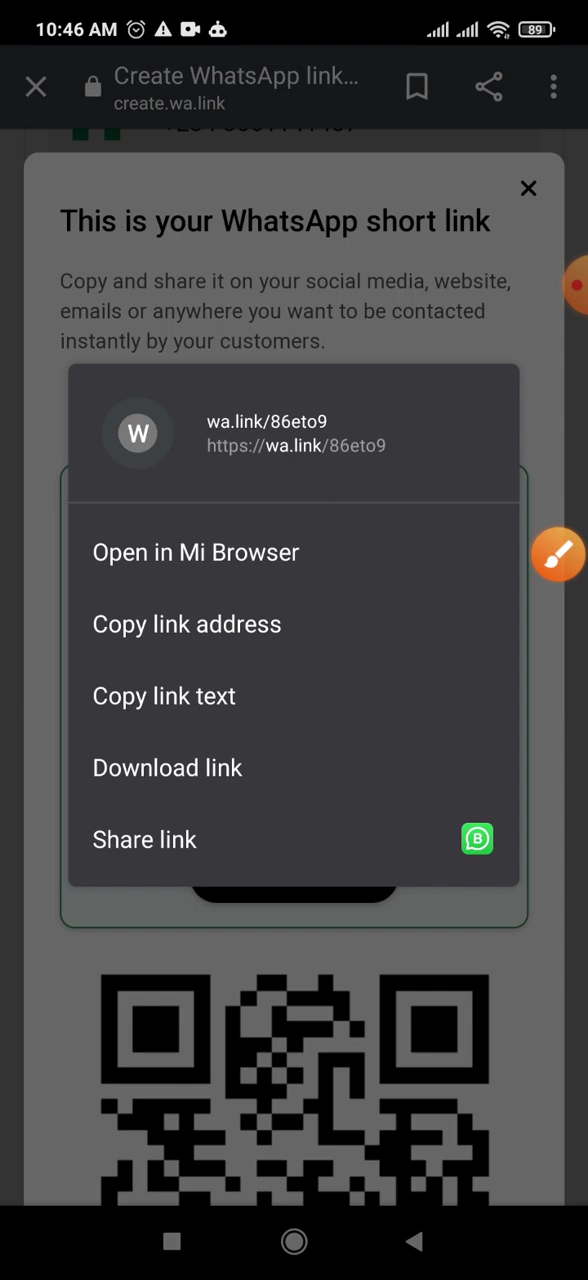 10:46 AM
89
Create WhatsApp link...
create.wa.link
This is your WhatsApp short link
Copy and share it on your social media, website,
emails or anywhere you want to be contacted
instantly by your customers.
W
wa.link/86eto9
https://wa.link/86eto9
Open in Mi Browser
Copy link address
Copy link text
Download link
Share link
B